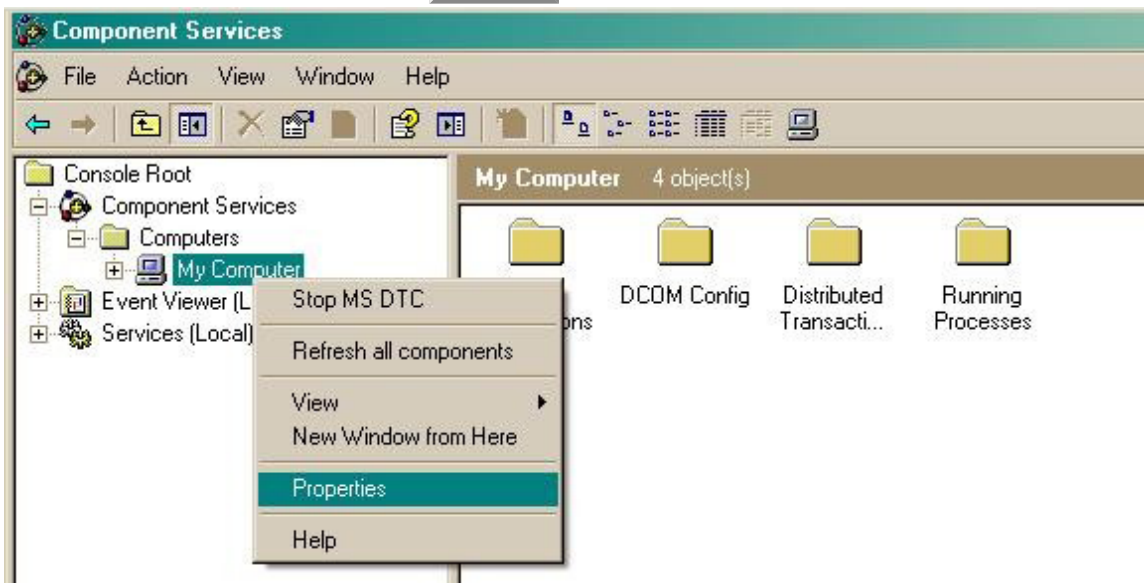 Component Services
File Action View Window Help
Console Root
Component Services
Computers
My Computer
Event Viewer (L
Services (Local)
My Computer 4 object(s)
ons
DCOM Config
Distributed
Transacti...
Running
Processes
Stop MS DTC
Refresh all components
View
New Window from Here
Properties
Help